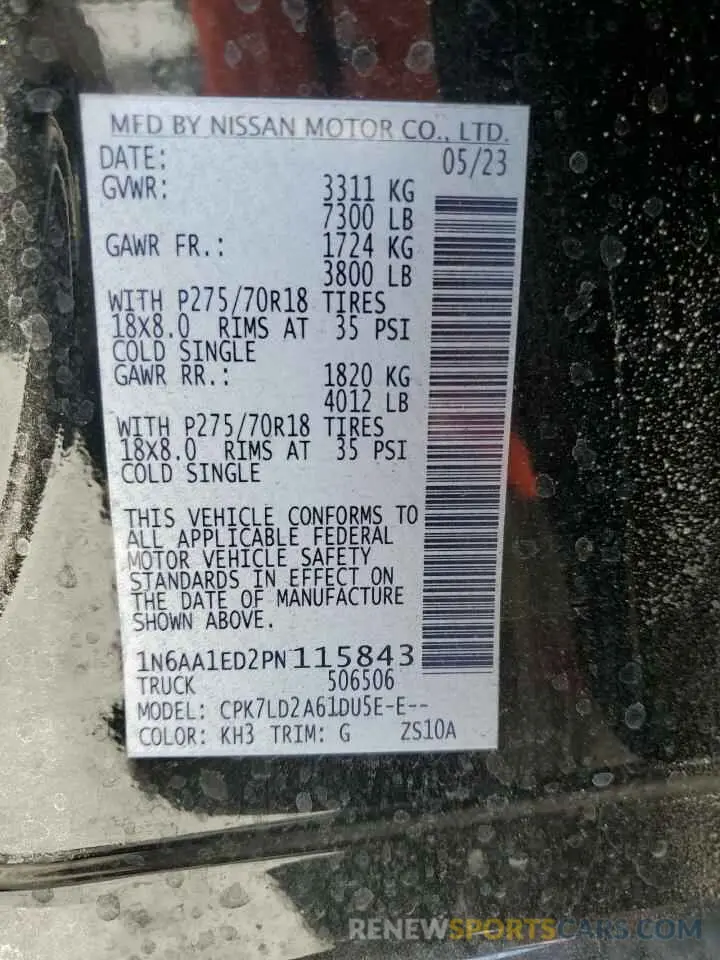 MFD BY NISSAN MOTOR CO., LTD.
DATE: 05/23
GVWR: 3311 KG
7300 LB
GAWR FR.: 1724 KG
3800 LB
WITH P275/70R18 TIRES
18X8.0 RIMS AT 35 PSI
COLD SINGLE
GAWR RR.: 1820 KG
4012 LB
WITH P275/70R18 TIRES
18X8.0 RIMS AT 35 PSI
COLD SINGLE
THIS VEHICLE CONFORMS TO
ALL APPLICABLE FEDERAL
MOTOR VEHICLE SAFETY
STANDARDS IN EFFECT ON
THE DATE OF MANUFACTURE
SHOWN ABOVE.
1N6AA1ED2PN115843
TRUCK 506506
MODEL: CPK7LD2A61DU5E-E--
COLOR: KH3 TRIM: G ZS10A
RENEWSPORTSCARS.COM